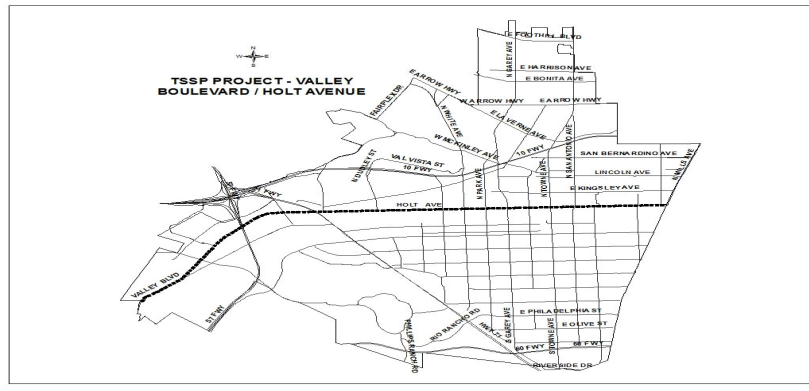 N
W E
S
TSSP PROJECT - VALLEY
BOULEVARD / HOLT AVENUE
E FOOTHILL BLVD
N GAREY AVE
E HARRISON AVE
E BONITA AVE
E ARROW HWY
FAIRPLEX DR
W ARROW HWY
E ARROW HWY
N WHITE AVE
E LA VERNE AVE
W MCKINLEY AVE
10 FWY
N SAN ANTONIO AVE
SAN BERNARDINO AVE
N DUDLEY ST
VAL VISTA ST
10 FWY
N PARK AVE
N TOWNE AVE
LINCOLN AVE
N MILLS AVE
E KINGSLEY AVE
FWY
HOLT AVE
VALLEY BLVD
57 FWY
PHILLIPS RANCH RD
RIO RANCHO RD
HWY 71
S GAREY AVE
S TOWNE AVE
E PHILADELPHIA ST
E OLIVE ST
60 FWY
60 FWY
RIVERSIDE DR